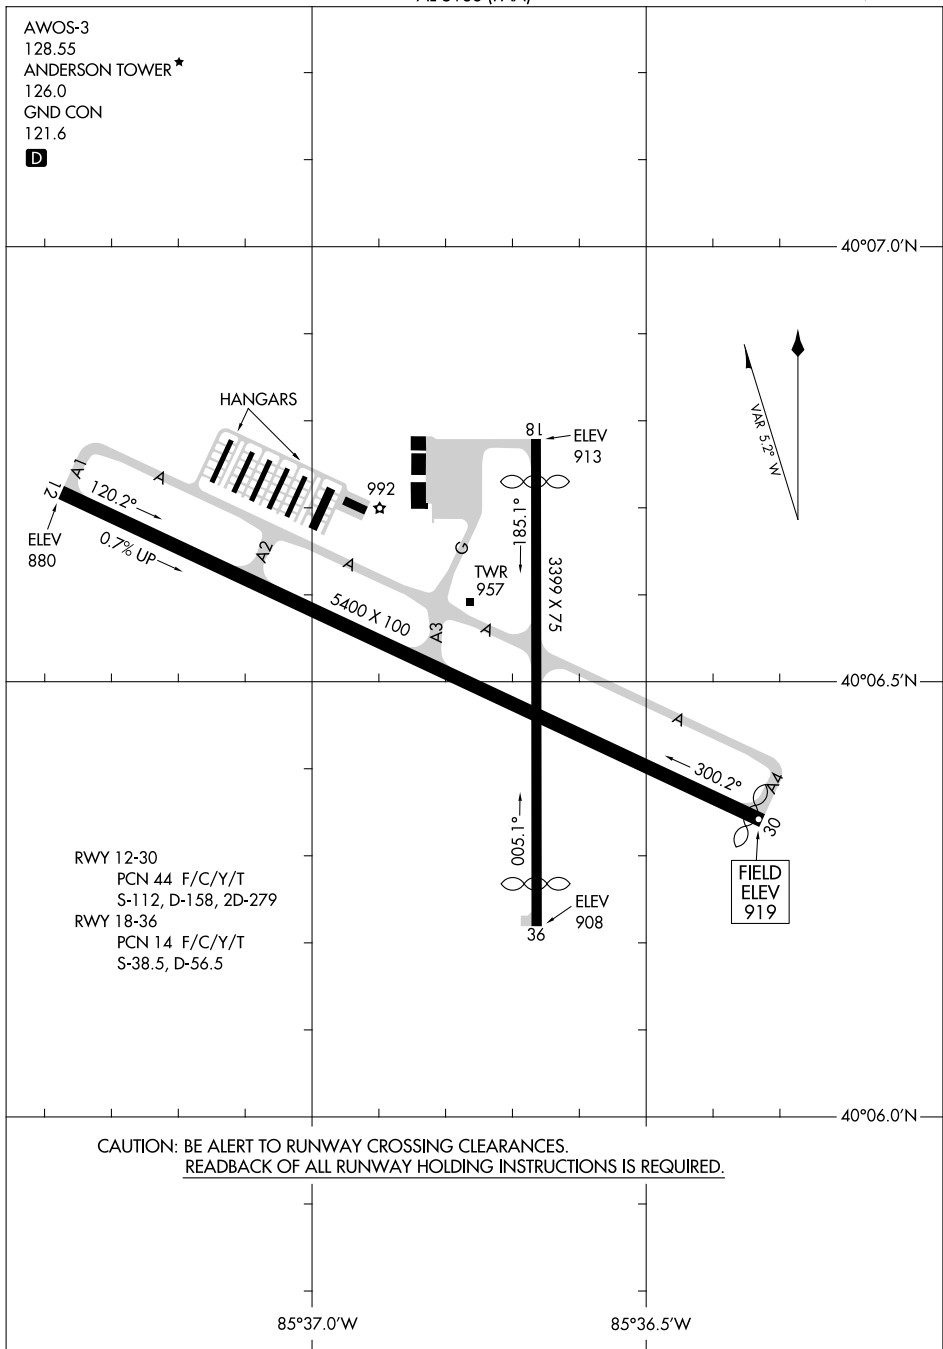 AWOS-3
128.55
ANDERSON TOWER★
126.0
GND CON
121.6
D
40°07.0'N
HANGARS
VAR 5.2° W
18
ELEV
913
A1
A
992
12
120.2°
185.1°
ELEV
880
0.7% UP
A2
A
G
TWR
957
3399 X 75
5400 X 100
A3
A
40°06.5'N
A
300.2°
A4
30
005.1°
RWY 12-30
PCN 44 F/C/Y/T
S-112, D-158, 2D-279
RWY 18-36
PCN 14 F/C/Y/T
S-38.5, D-56.5
FIELD
ELEV
919
ELEV
908
36
40°06.0'N
CAUTION: BE ALERT TO RUNWAY CROSSING CLEARANCES.
READBACK OF ALL RUNWAY HOLDING INSTRUCTIONS IS REQUIRED.
85°37.0'W
85°36.5'W